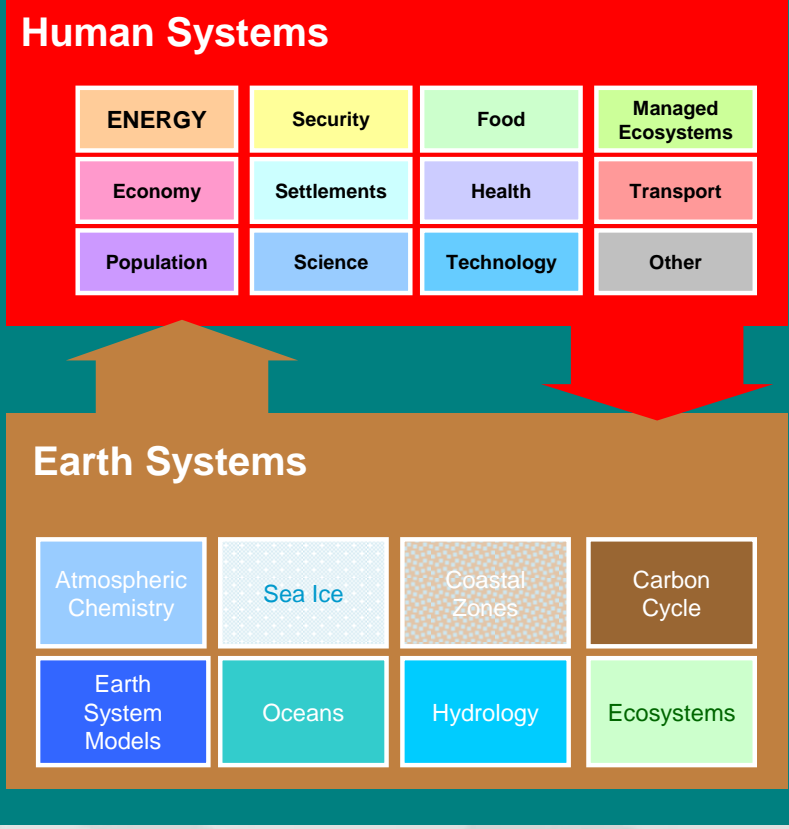 Human Systems
ENERGY
Security
Food
Managed
Ecosystems
Economy
Settlements
Health
Transport
Population
Science
Technology
Other
Earth Systems
Atmospheric
Chemistry
Sea Ice
Coastal
Zones
Carbon
Cycle
Earth
System
Models
Oceans
Hydrology
Ecosystems